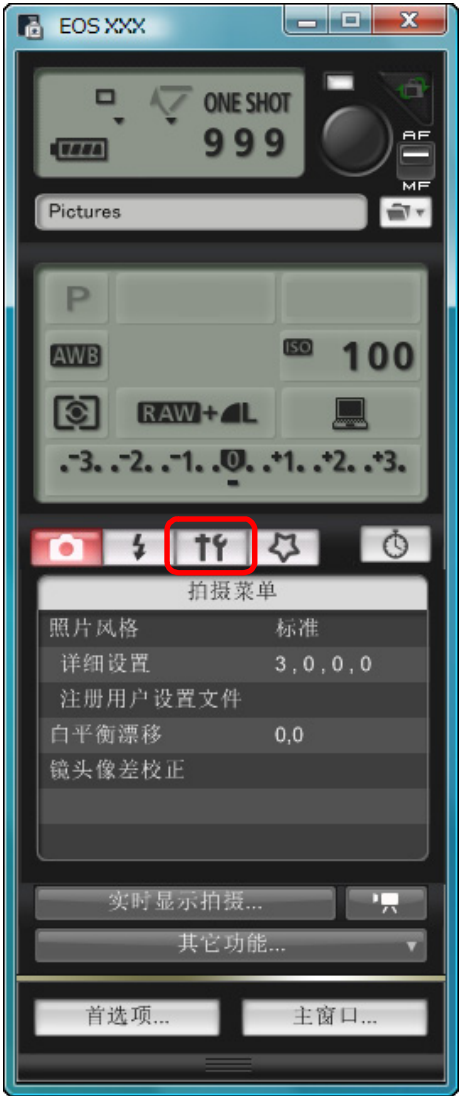 EOS XXX
ONE SHOT
999
AF
MF
Pictures
P
AWB
ISO 100
RAW+L
.-3. .-2. .-1. .0. .+1. .+2. .+3.
拍摄菜单
照片风格 标准
详细设置 3,0,0,0
注册用户设置文件
白平衡漂移 0,0
镜头像差校正
实时显示拍摄...
其它功能...
首选项... 主窗口...